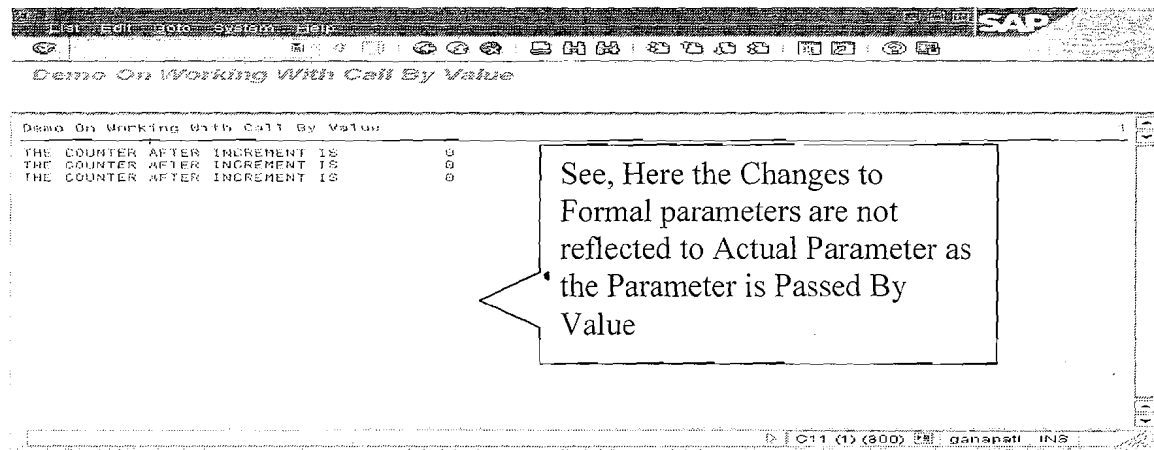 List Edit Goto System Help
SAP
Demo On Working With Call By Value
Demo On Working With Call By Value 1
THE COUNTER AFTER INCREMENT IS 0
THE COUNTER AFTER INCREMENT IS 0
THE COUNTER AFTER INCREMENT IS 0
See, Here the Changes to
Formal parameters are not
reflected to Actual Parameter as
the Parameter is Passed By
Value
C11 (1) (800) ganapati INS